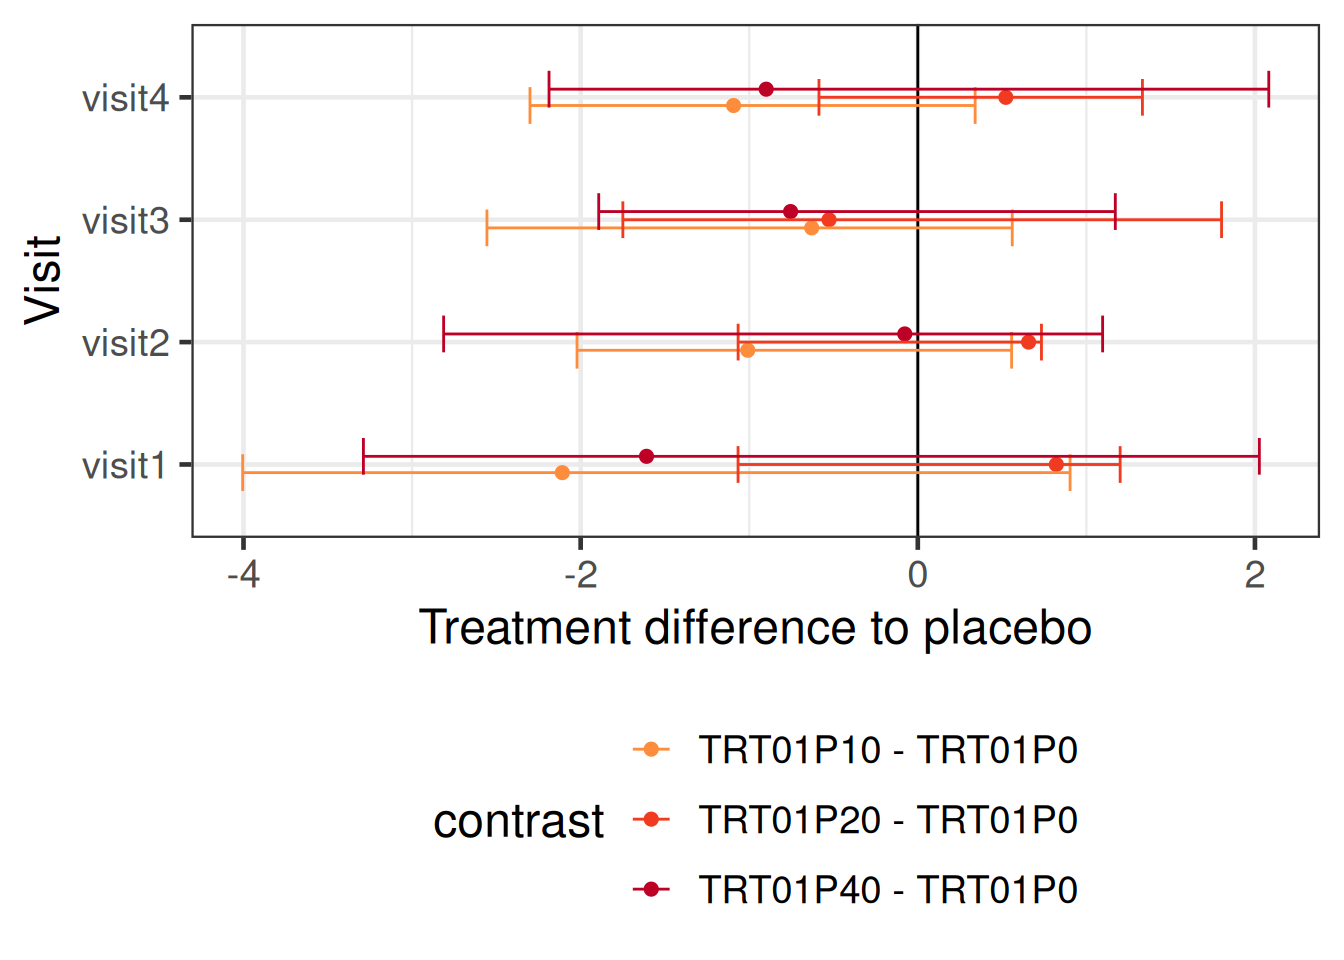 visit4
visit3
visit2
visit1
Visit
-4 -2 0 2
Treatment difference to placebo
contrast
TRT01P10 - TRT01P0
TRT01P20 - TRT01P0
TRT01P40 - TRT01P0